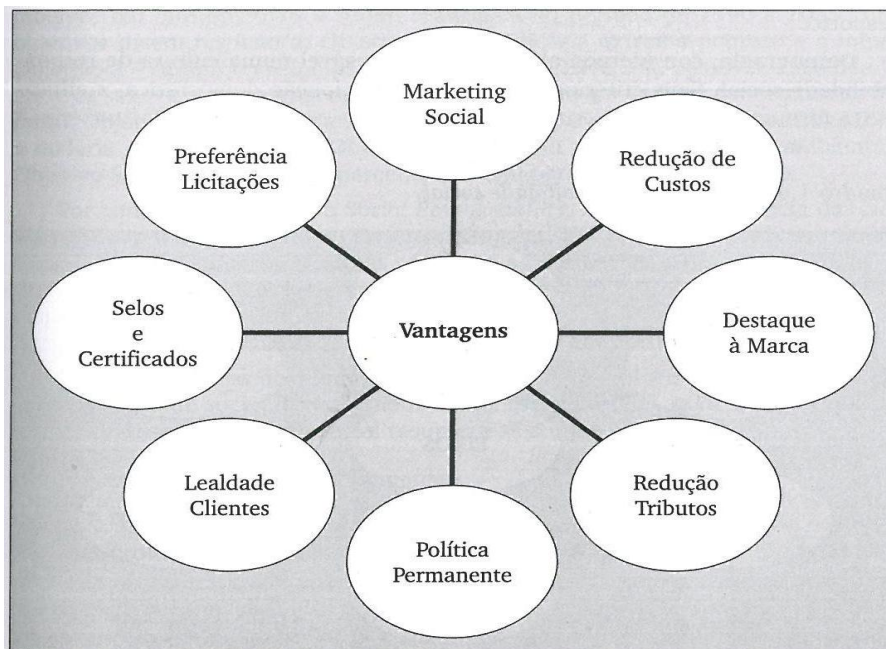 Marketing
Social
Preferência
Licitações
Redução de
Custos
Selos
e
Certificados
Vantagens
Destaque
à Marca
Lealdade
Clientes
Redução
Tributos
Política
Permanente